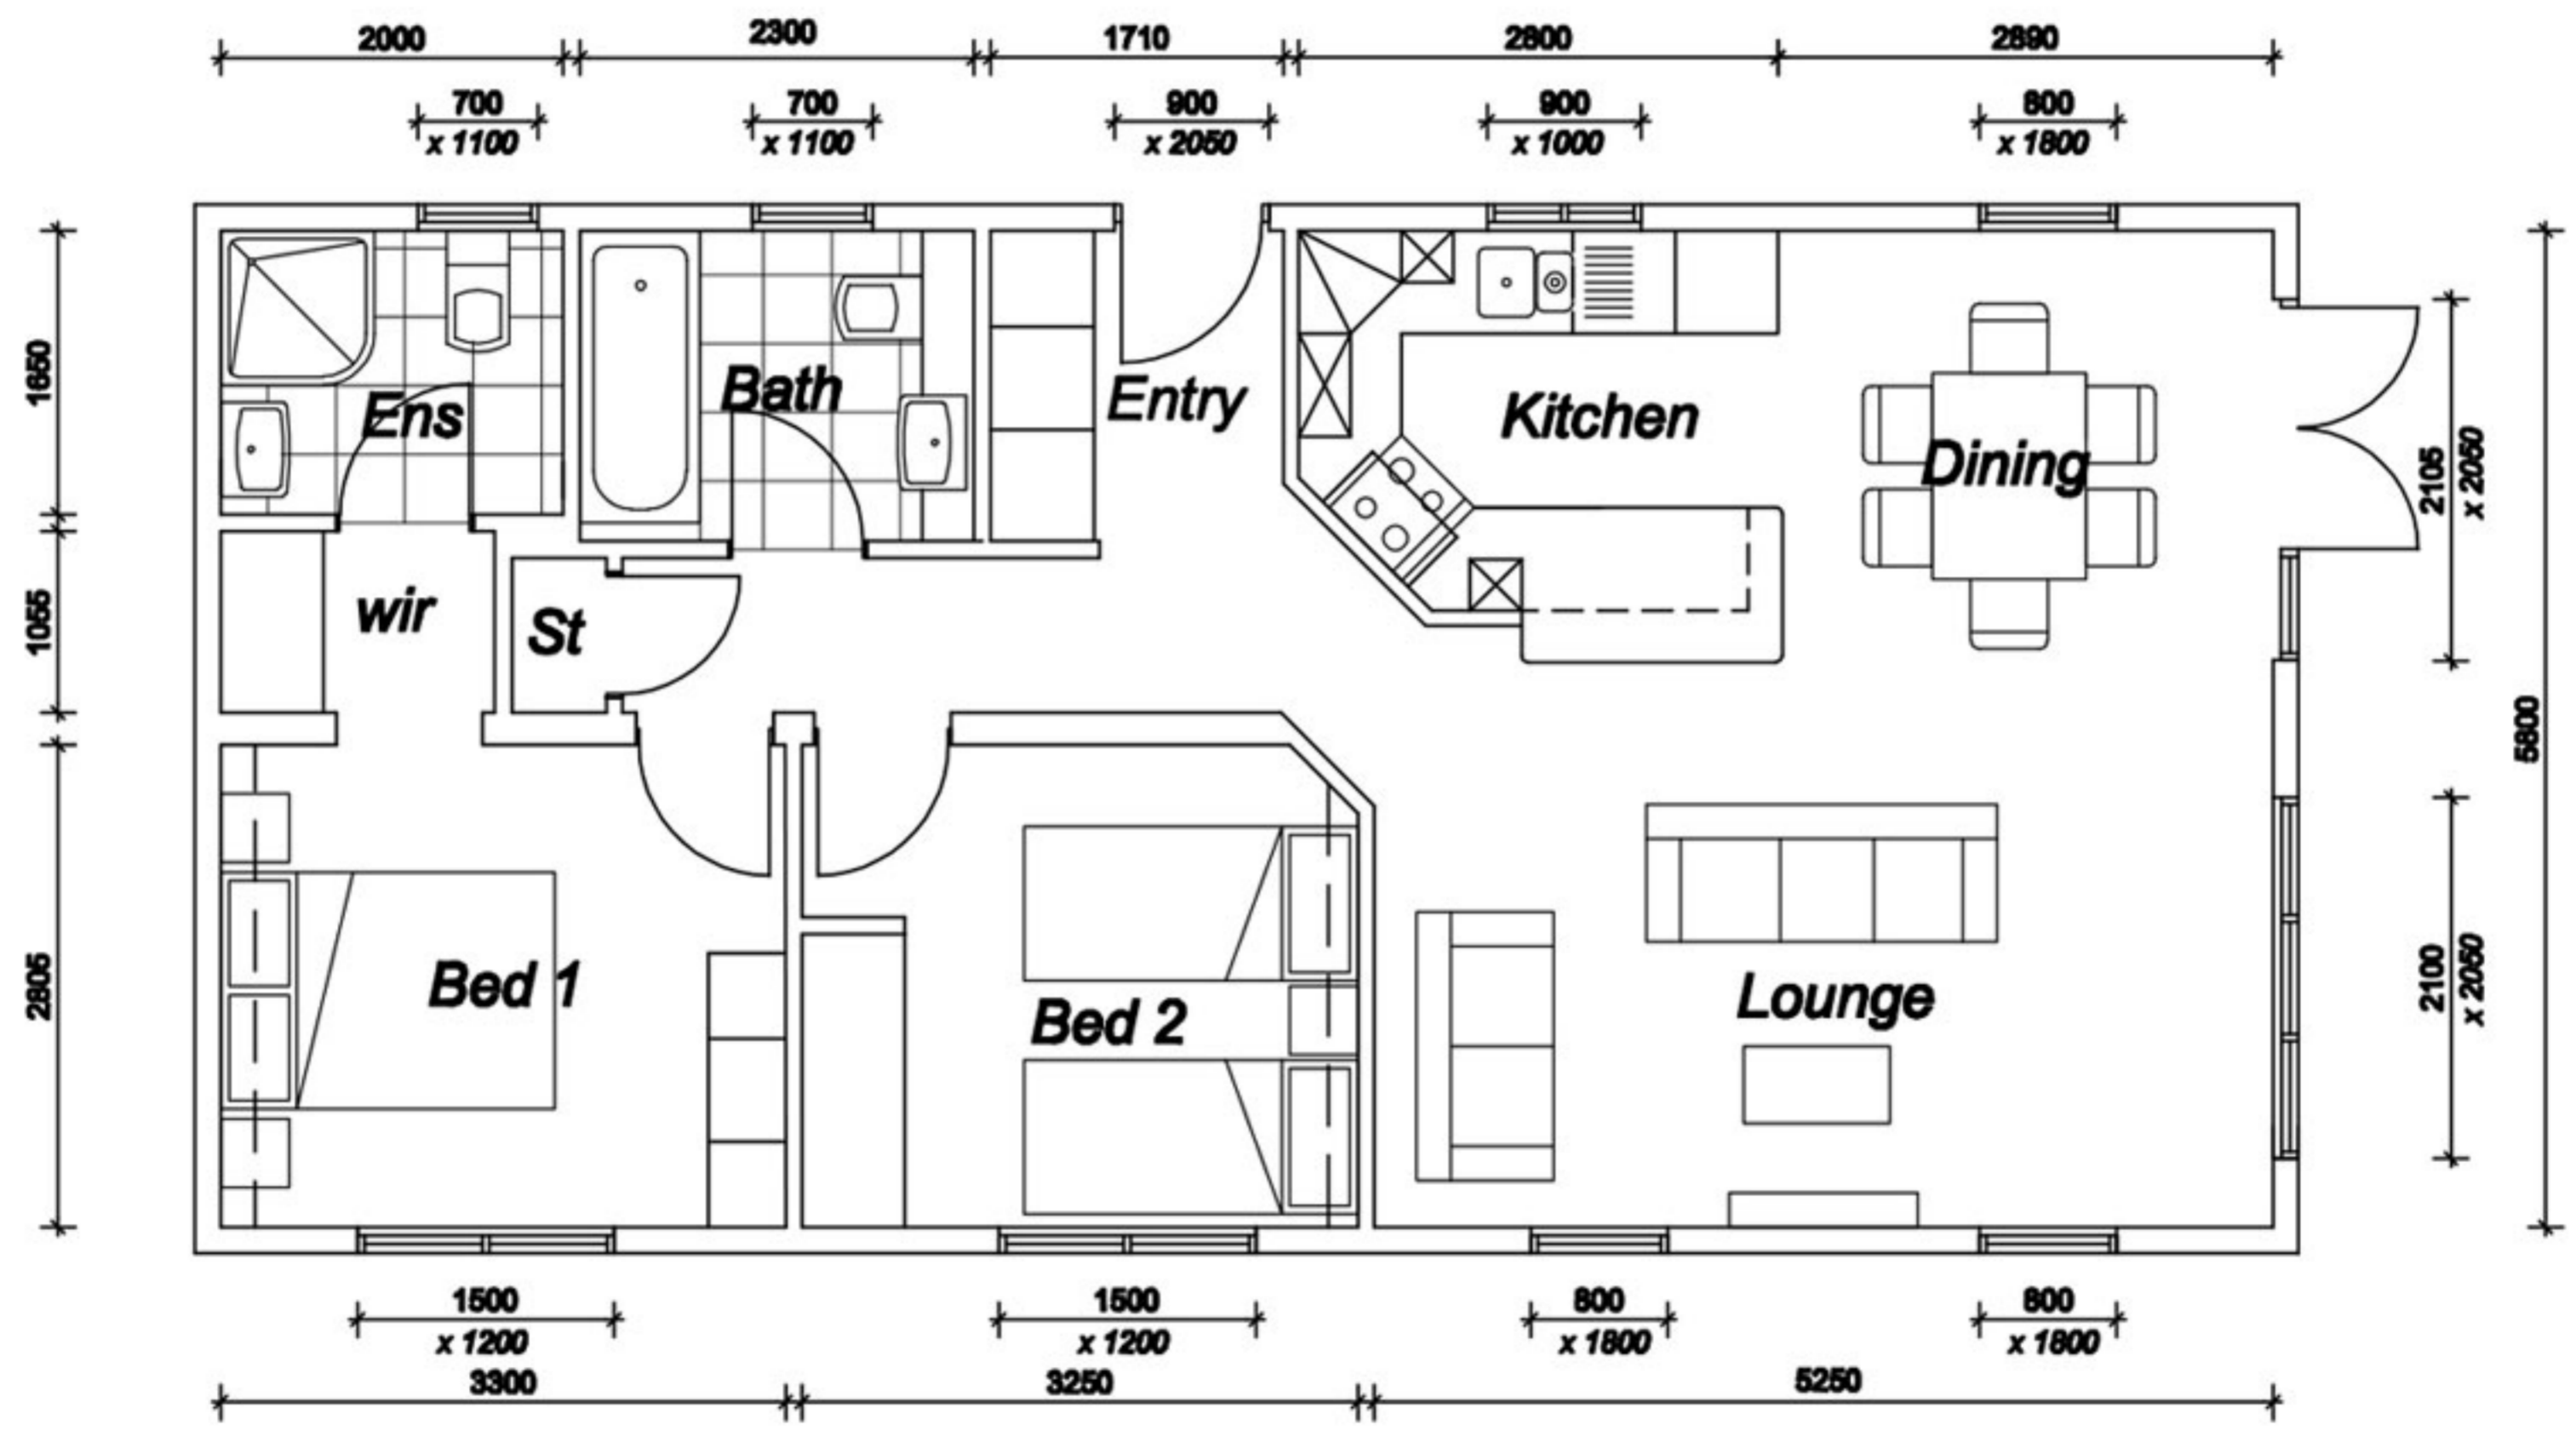 2000
2300
1710
2800
2890
700
x 1100
700
x 1100
900
x 2050
900
x 1000
800
x 1800
1650
Ens
Bath
Entry
Kitchen
Dining
2105
x 2050
1055
wir
St
5800
2805
Bed 1
Bed 2
Lounge
2100
x 2050
1500
x 1200
1500
x 1200
800
x 1800
800
x 1800
3300
3250
5250